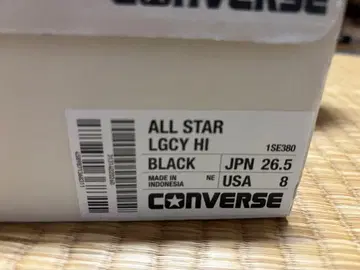 CONVERSE
ALL STAR
LGCY HI
1SE380
BLACK
JPN 26.5
MADE IN
INDONESIA
NE
USA 8
CONVERSE